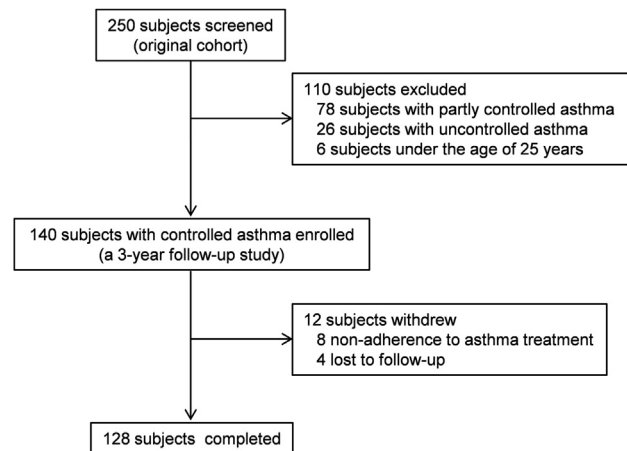 250 subjects screened
(original cohort)
110 subjects excluded
78 subjects with partly controlled asthma
26 subjects with uncontrolled asthma
6 subjects under the age of 25 years
140 subjects with controlled asthma enrolled
(a 3-year follow-up study)
12 subjects withdrew
8 non-adherence to asthma treatment
4 lost to follow-up
128 subjects completed